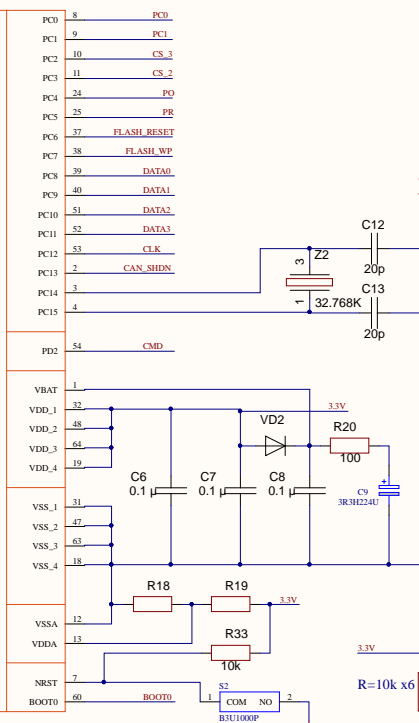 PC0 8 PC0
PC1 9 PC1
PC2 10 CS_3
PC3 11 CS_2
PC4 24 PO
PC5 25 PR
PC6 37 FLASH_RESET
PC7 38 FLASH_WP
PC8 39 DATA0
PC9 40 DATA1
PC10 51 DATA2
PC11 52 DATA3
PC12 53 CLK
PC13 2 CAN_SHDN
PC14 3
PC15 4
C12
20p
3 Z2
1 32.768K
C13
20p
PD2 54 CMD
VBAT 1
VDD_1 32
VDD_2 48
VDD_3 64
VDD_4 19
3.3V
VD2
R20
100
C6
0.1 µ
C7
0.1 µ
C8
0.1 µ
+
C9
3R3H224U
VSS_1 31
VSS_2 47
VSS_3 63
VSS_4 18
R18
R19
3.3V
VSSA 12
VDDA 13
R33
10k
3.3V
NRST 7
BOOT0 60 BOOT0
S2
1 COM NO 2
B3U1000P
R=10k x6